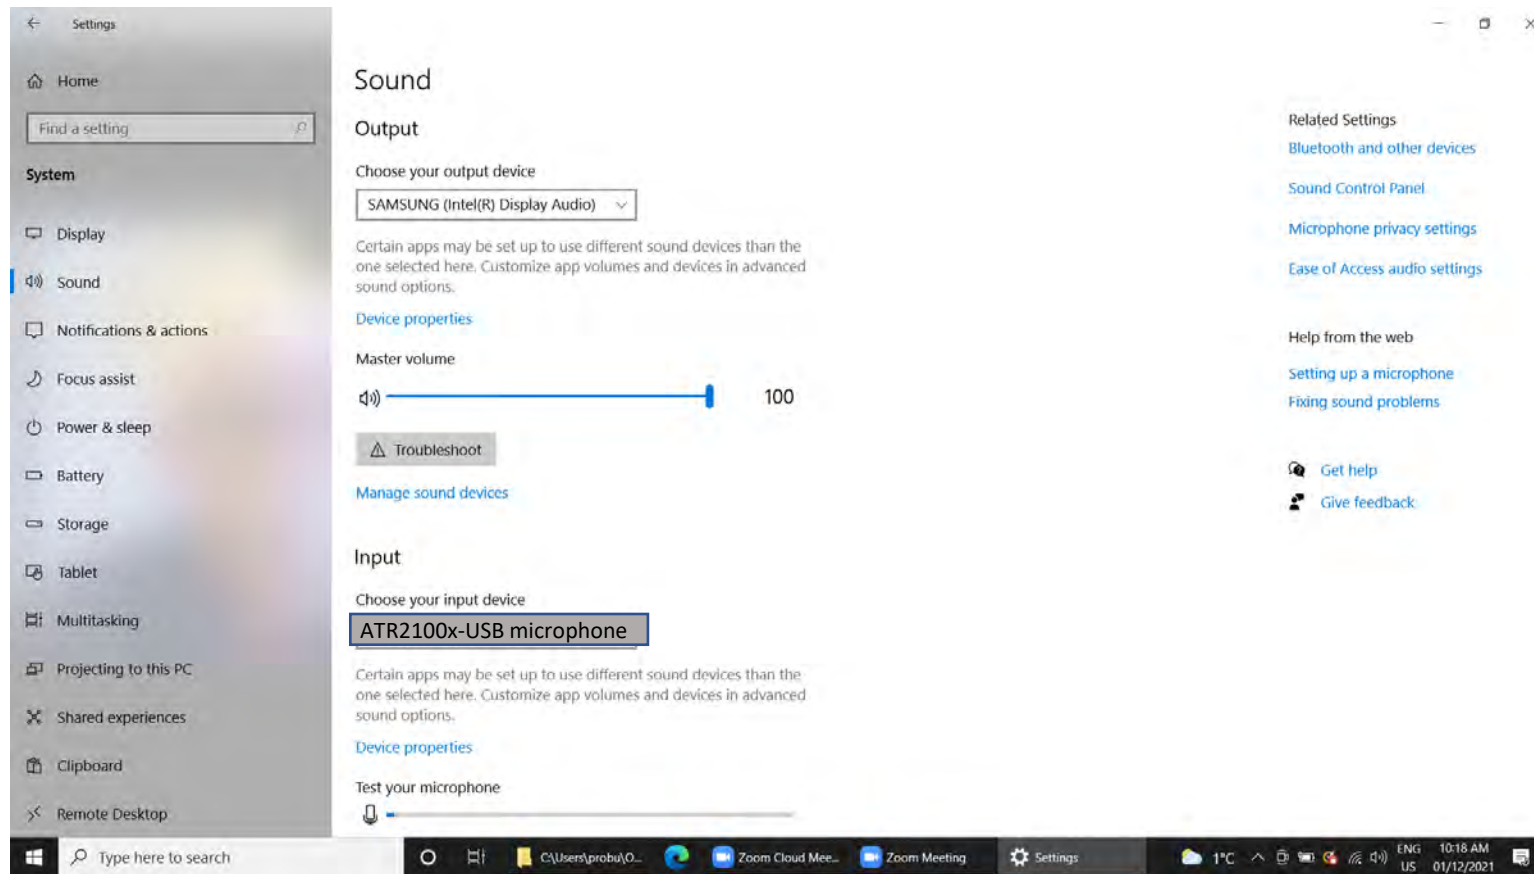 Settings
Home
Find a setting
System
Display
Sound
Notifications & actions
Focus assist
Power & sleep
Battery
Storage
Tablet
Multitasking
Projecting to this PC
Shared experiences
Clipboard
Remote Desktop
Sound
Output
Choose your output device
SAMSUNG (Intel(R) Display Audio)
Certain apps may be set up to use different sound devices than the
one selected here. Customize app volumes and devices in advanced
sound options.
Device properties
Master volume
100
Troubleshoot
Manage sound devices
Input
Choose your input device
ATR2100x-USB microphone
Certain apps may be set up to use different sound devices than the
one selected here. Customize app volumes and devices in advanced
sound options.
Device properties
Test your microphone
Related Settings
Bluetooth and other devices
Sound Control Panel
Microphone privacy settings
Ease of Access audio settings
Help from the web
Setting up a microphone
Fixing sound problems
Get help
Give feedback
Type here to search
C:\Users\probu\O...
Zoom Cloud Mee...
Zoom Meeting
Settings
1°C
ENG
US
10:18 AM
01/12/2021